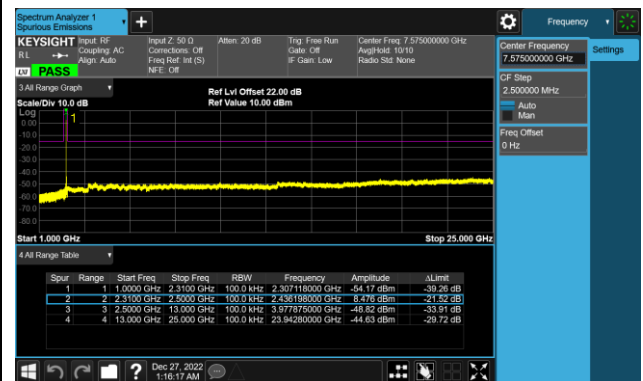 Spectrum Analyzer 1
Spurious Emissions
Frequency
KEYSIGHT
Input: RF
Input Z: 50 Ω
Atten: 20 dB
Trig: Free Run
Center Freq: 7.575000000 GHz
R L
Coupling: AC
Corrections: Off
Gate: Off
Avg|Hold: 10/10
Align: Auto
Freq Ref: Int (S)
IF Gain: Low
Radio Std: None
LXI
PASS
NFE: Off
Center Frequency
7.575000000 GHz
Settings
CF Step
2.500000 MHz
Auto
Man
Freq Offset
0 Hz
3 All Range Graph
Ref Lvl Offset 22.00 dB
Scale/Div 10.0 dB
Ref Value 10.00 dBm
Log
1
0.00
-10.0
-20.0
-30.0
-40.0
-50.0
-60.0
-70.0
-80.0
Start 1.000 GHz
Stop 25.000 GHz
4 All Range Table
Spur Range Start Freq Stop Freq RBW Frequency Amplitude ΔLimit
1 1 1.0000 GHz 2.3100 GHz 100.0 kHz 2.307118000 GHz -54.17 dBm -39.26 dB
2 2 2.3100 GHz 2.5000 GHz 100.0 kHz 2.436198000 GHz 8.476 dBm -21.52 dB
3 3 2.5000 GHz 13.000 GHz 100.0 kHz 3.977875000 GHz -48.82 dBm -33.91 dB
4 4 13.000 GHz 25.000 GHz 100.0 kHz 23.94280000 GHz -44.63 dBm -29.72 dB
?
Dec 27, 2022
1:16:17 AM